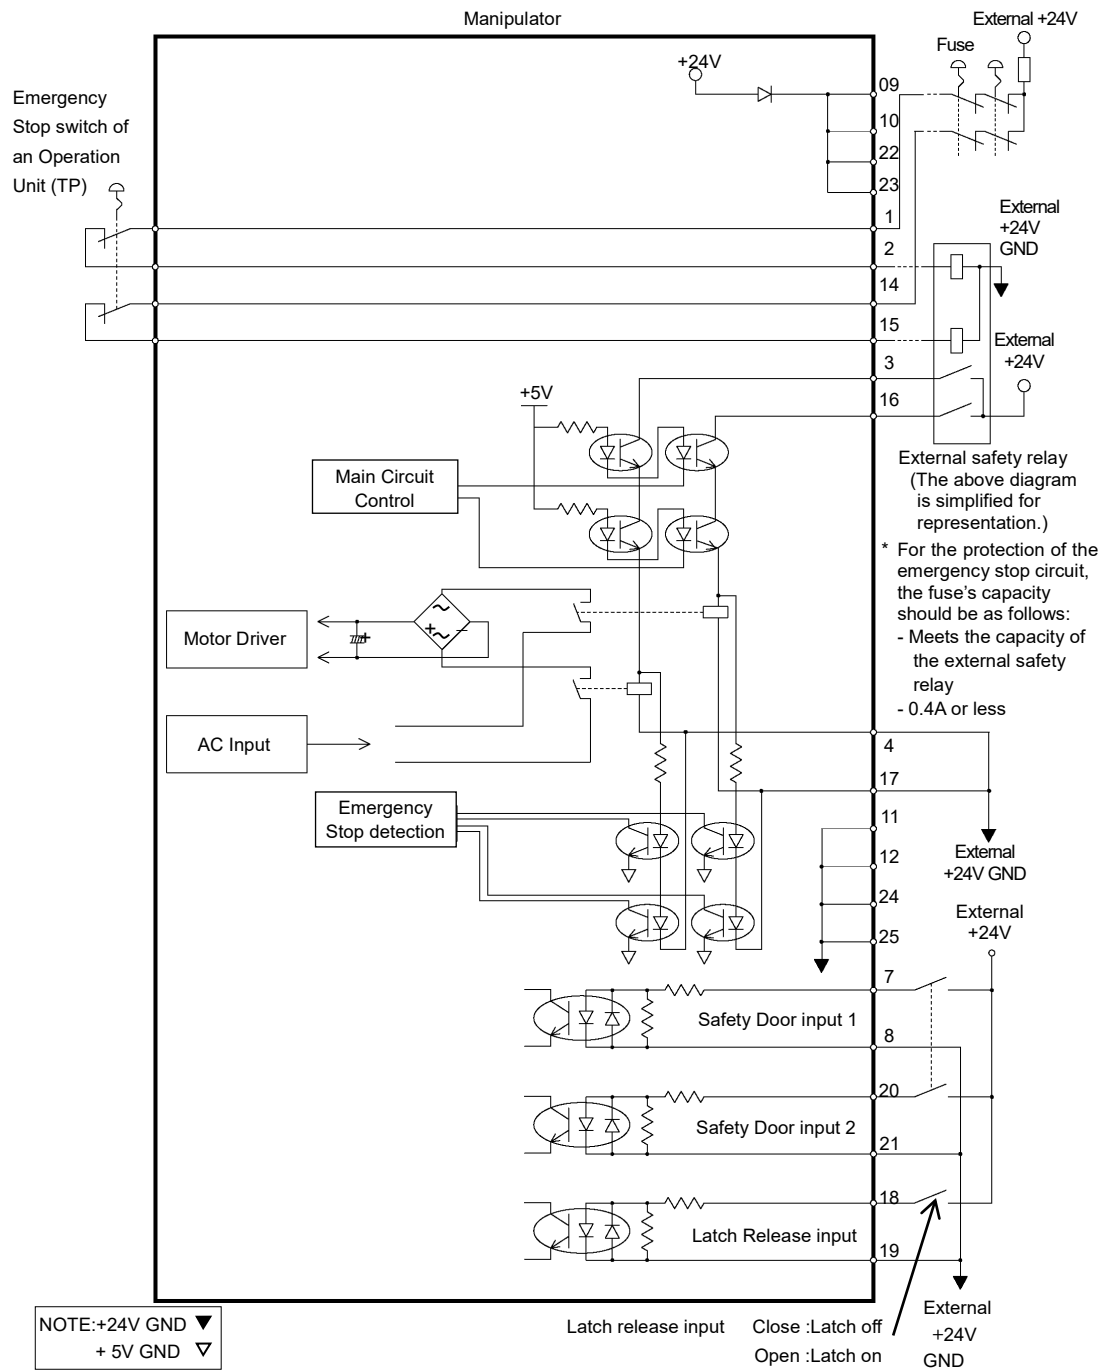 Manipulator
External +24V
Fuse
+24V
09
10
22
23
Emergency
Stop switch of
an Operation
Unit (TP)
1
2
14
15
3
16
External
+24V
GND
External
+24V
+5V
Main Circuit
Control
External safety relay
(The above diagram
is simplified for
representation.)
* For the protection of the
emergency stop circuit,
the fuse's capacity
should be as follows:
- Meets the capacity of
the external safety
relay
- 0.4A or less
Motor Driver
+
+
AC Input
4
17
Emergency
Stop detection
11
12
24
25
External
+24V GND
External
+24V
7
Safety Door input 1
8
20
Safety Door input 2
21
18
Latch Release input
19
NOTE:+24V GND ▼
+ 5V GND ▽
Latch release input Close :Latch off
Open :Latch on
External
+24V
GND